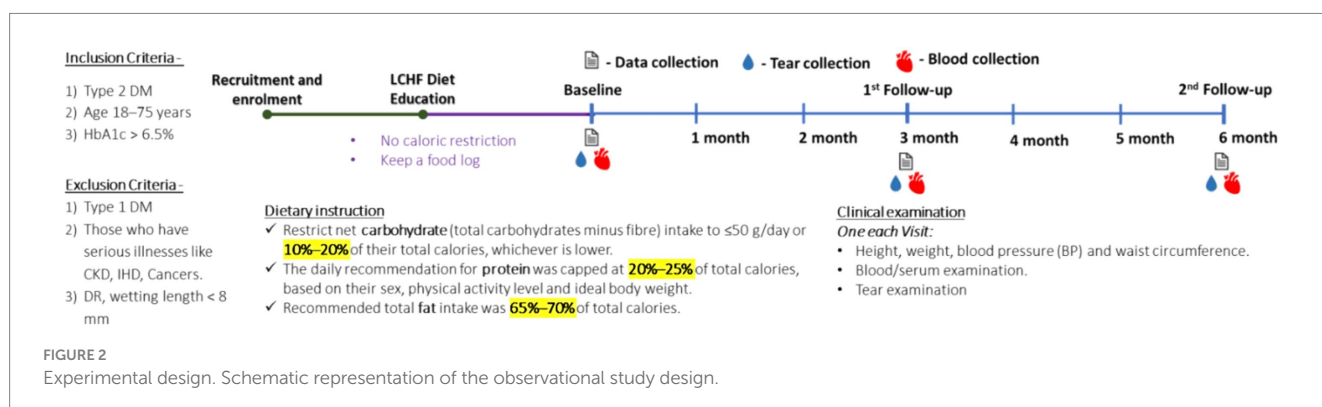 Inclusion Criteria-
1) Type 2 DM
2) Age 18–75 years
3) HbA1c > 6.5%
Exclusion Criteria-
1) Type 1 DM
2) Those who have
serious illnesses like
CKD, IHD, Cancers.
3) DR, wetting length < 8
mm
- Data collection
- Tear collection
- Blood collection
Recruitment and
enrolment
LCHF Diet
Education
Baseline
1st Follow-up
2nd Follow-up
• No caloric restriction
• Keep a food log
1 month
2 month
3 month
4 month
5 month
6 month
Dietary instruction
✓ Restrict net carbohydrate (total carbohydrates minus fibre) intake to ≤50 g/day or
10%–20% of their total calories, whichever is lower.
✓ The daily recommendation for protein was capped at 20%–25% of total calories,
based on their sex, physical activity level and ideal body weight.
✓ Recommended total fat intake was 65%–70% of total calories.
Clinical examination
One each Visit:
• Height, weight, blood pressure (BP) and waist circumference.
• Blood/serum examination.
• Tear examination
FIGURE 2
Experimental design. Schematic representation of the observational study design.